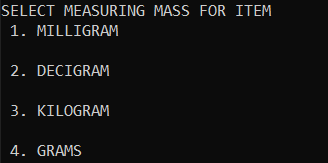 SELECT MEASURING MASS FOR ITEM
1. MILLIGRAM
2. DECIGRAM
3. KILOGRAM
4. GRAMS